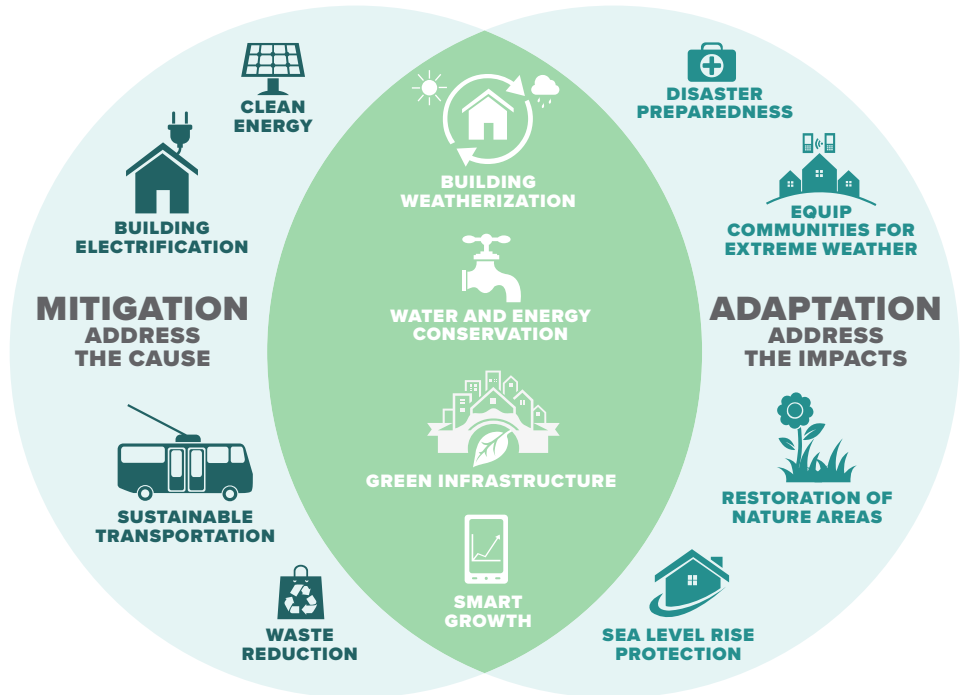 CLEAN
ENERGY
BUILDING
ELECTRIFICATION
MITIGATION
ADDRESS
THE CAUSE
SUSTAINABLE
TRANSPORTATION
WASTE
REDUCTION
BUILDING
WEATHERIZATION
WATER AND ENERGY
CONSERVATION
GREEN INFRASTRUCTURE
SMART
GROWTH
DISASTER
PREPAREDNESS
EQUIP
COMMUNITIES FOR
EXTREME WEATHER
ADAPTATION
ADDRESS
THE IMPACTS
RESTORATION OF
NATURE AREAS
SEA LEVEL RISE
PROTECTION